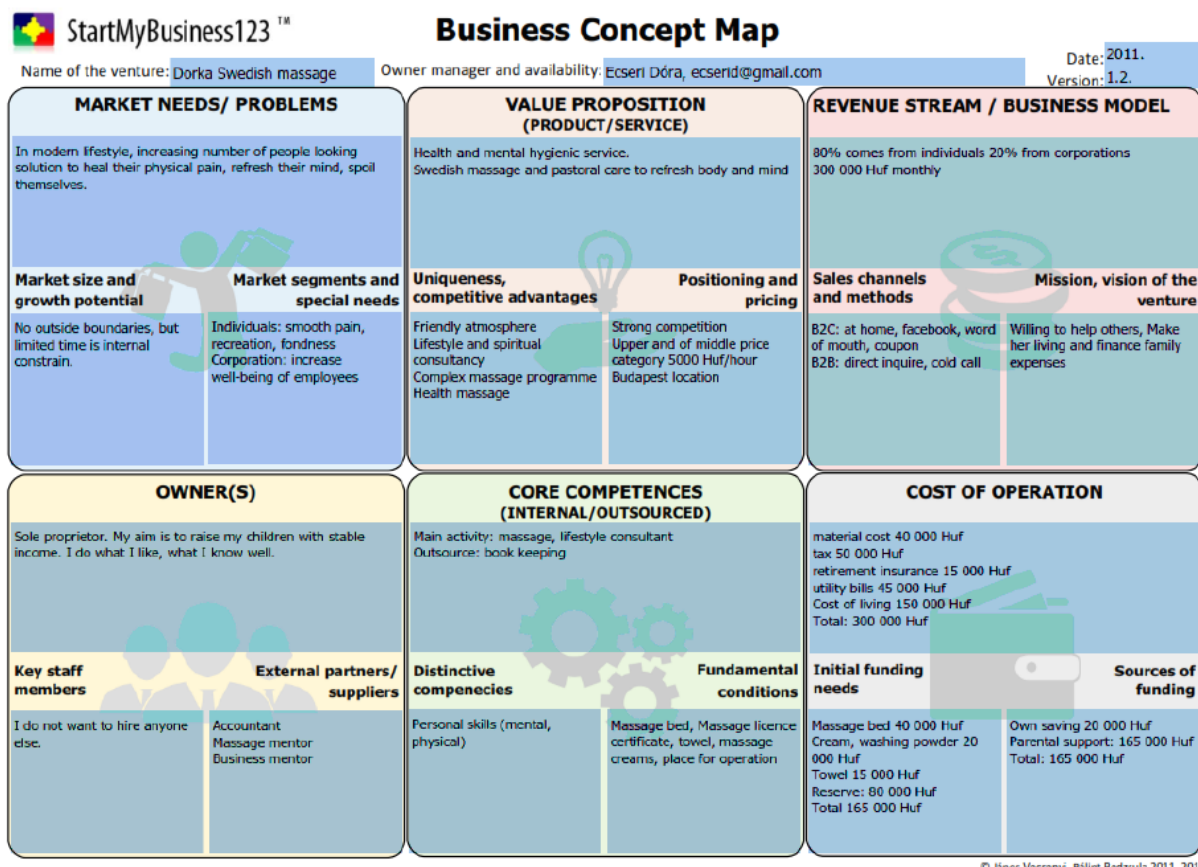 StartMyBusiness123 ™
Business Concept Map
Name of the venture: Dorka Swedish massage
Owner manager and availability: Ecseri Dóra, ecserid@gmail.com
Date: 2011.
Version: 1.2.
MARKET NEEDS/ PROBLEMS
In modern lifestyle, increasing number of people looking
solution to heal their physical pain, refresh their mind, spoil
themselves.
Market size and
growth potential
No outside boundaries, but
limited time is internal
constrain.
Market segments and
special needs
Individuals: smooth pain,
recreation, fondness
Corporation: increase
well-being of employees
VALUE PROPOSITION
(PRODUCT/SERVICE)
Health and mental hygienic service.
Swedish massage and pastoral care to refresh body and mind
Uniqueness,
competitive advantages
Friendly atmosphere
Lifestyle and spiritual
consultancy
Complex massage programme
Health massage
Positioning and
pricing
Strong competition
Upper and of middle price
category 5000 Huf/hour
Budapest location
REVENUE STREAM / BUSINESS MODEL
80% comes from individuals 20% from corporations
300 000 Huf monthly
Sales channels
and methods
B2C: at home, facebook, word
of mouth, coupon
B2B: direct inquire, cold call
Mission, vision of the
venture
Willing to help others, Make
her living and finance family
expenses
OWNER(S)
Sole proprietor. My aim is to raise my children with stable
income. I do what I like, what I know well.
Key staff
members
I do not want to hire anyone
else.
External partners/
suppliers
Accountant
Massage mentor
Business mentor
CORE COMPETENCES
(INTERNAL/OUTSOURCED)
Main activity: massage, lifestyle consultant
Outsource: book keeping
Distinctive
compenecies
Personal skills (mental,
physical)
Fundamental
conditions
Massage bed, Massage licence
certificate, towel, massage
creams, place for operation
COST OF OPERATION
material cost 40 000 Huf
tax 50 000 Huf
retirement insurance 15 000 Huf
utility bills 45 000 Huf
Cost of living 150 000 Huf
Total: 300 000 Huf
Initial funding
needs
Massage bed 40 000 Huf
Cream, washing powder 20
000 Huf
Towel 15 000 Huf
Reserve: 80 000 Huf
Total 165 000 Huf
Sources of
funding
Own saving 20 000 Huf
Parental support: 165 000 Huf
Total: 165 000 Huf